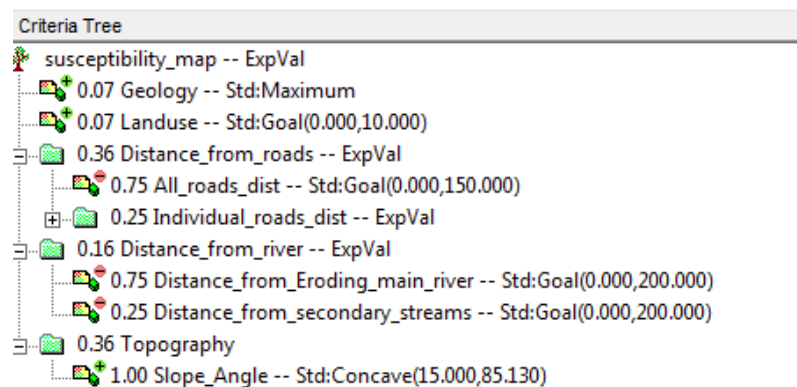 Criteria Tree
susceptibility_map -- ExpVal
0.07 Geology -- Std:Maximum
0.07 Landuse -- Std:Goal(0.000,10.000)
0.36 Distance_from_roads -- ExpVal
0.75 All_roads_dist -- Std:Goal(0.000,150.000)
0.25 Individual_roads_dist -- ExpVal
0.16 Distance_from_river -- ExpVal
0.75 Distance_from_Eroding_main_river -- Std:Goal(0.000,200.000)
0.25 Distance_from_secondary_streams -- Std:Goal(0.000,200.000)
0.36 Topography
1.00 Slope_Angle -- Std:Concave(15.000,85.130)